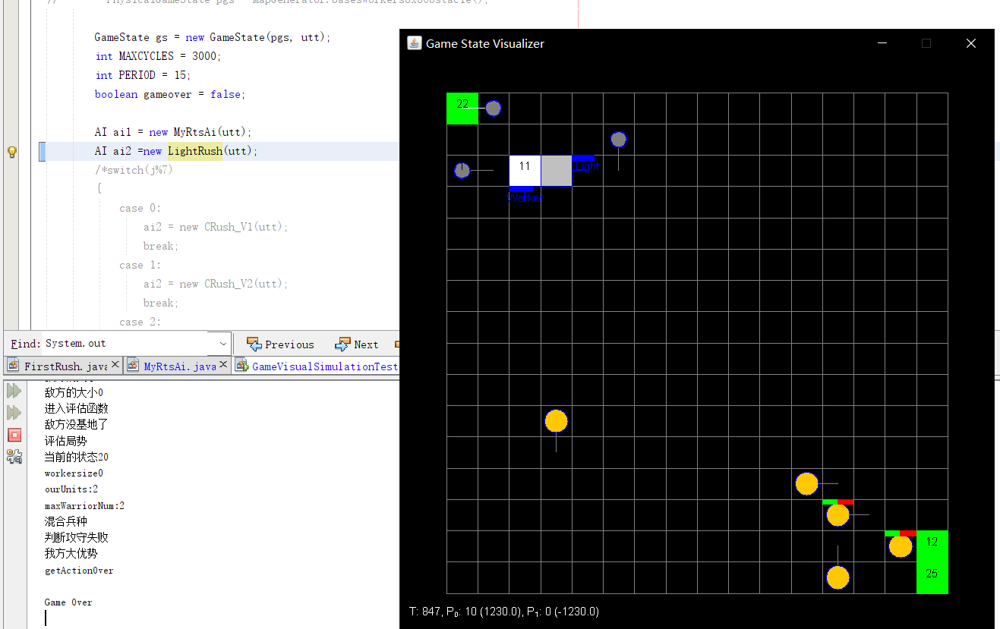 // PhysicalGameState pgs = MapGenerator.basesWorkers8x8Obstacle();
GameState gs = new GameState(pgs, utt);
int MAXCYCLES = 3000;
int PERIOD = 15;
boolean gameover = false;
AI ai1 = new MyRtsAi(utt);
AI ai2 =new LightRush(utt);
/*switch(j%7)
{
case 0:
ai2 = new CRush_V1(utt);
break;
case 1:
ai2 = new CRush_V2(utt);
break;
case 2:
Find: System.out
Previous
Next
FirstRush.java
MyRtsAi.java
GameVisualSimulationTest
敌方的大小0
进入评估函数
敌方没基地了
评估局势
当前的状态20
workersize0
ourUnits:2
maxWarriorNum:2
混合兵种
判断攻守失败
我方大优势
getActionOver
Game Over
Game State Visualizer
22
11
Light
Worker
12
25
T: 847, P₀: 10 (1230.0), P₁: 0 (-1230.0)